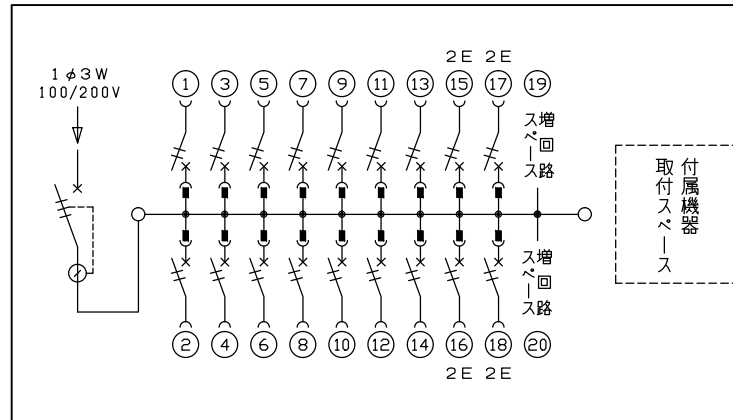 1φ3W
100/200V
2E 2E
① ③ ⑤ ⑦ ⑨ ⑪ ⑬ ⑮ ⑰ ⑲
増回路
スペース
付属機器
取付スペース
増回路
スペース
② ④ ⑥ ⑧ ⑩ ⑫ ⑭ ⑯ ⑱ ⑳
2E 2E